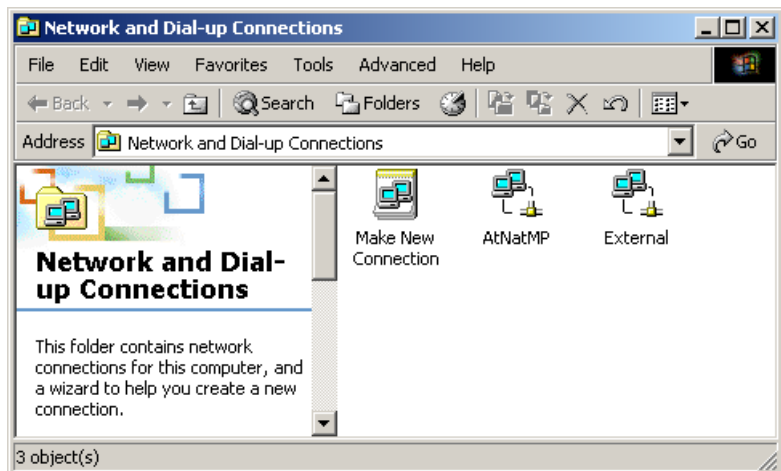 Network and Dial-up Connections
File Edit View Favorites Tools Advanced Help
Back Search Folders
Address Network and Dial-up Connections Go
Make New
Connection
AtNatMP
External
Network and Dial-
up Connections
This folder contains network
connections for this computer, and
a wizard to help you create a new
connection.
3 object(s)